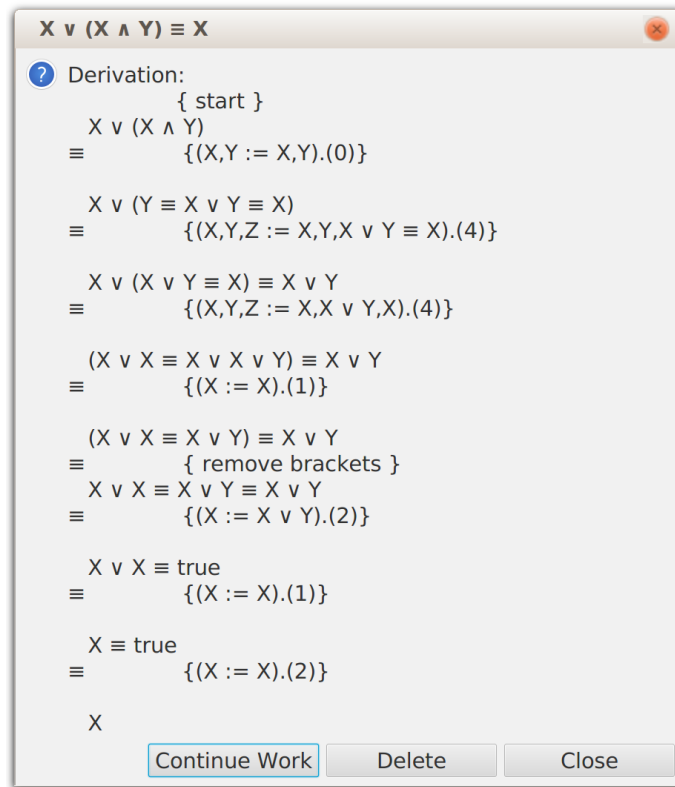 X ∨ (X ∧ Y) ≡ X
Derivation:
{ start }
X ∨ (X ∧ Y)
≡ {(X,Y := X,Y).(0)}
X ∨ (Y ≡ X ∨ Y ≡ X)
≡ {(X,Y,Z := X,Y,X ∨ Y ≡ X).(4)}
X ∨ (X ∨ Y ≡ X) ≡ X ∨ Y
≡ {(X,Y,Z := X,X ∨ Y,X).(4)}
(X ∨ X ≡ X ∨ X ∨ Y) ≡ X ∨ Y
≡ {(X := X).(1)}
(X ∨ X ≡ X ∨ Y) ≡ X ∨ Y
≡ { remove brackets }
X ∨ X ≡ X ∨ Y ≡ X ∨ Y
≡ {(X := X ∨ Y).(2)}
X ∨ X ≡ true
≡ {(X := X).(1)}
X ≡ true
≡ {(X := X).(2)}
X
Continue Work Delete Close